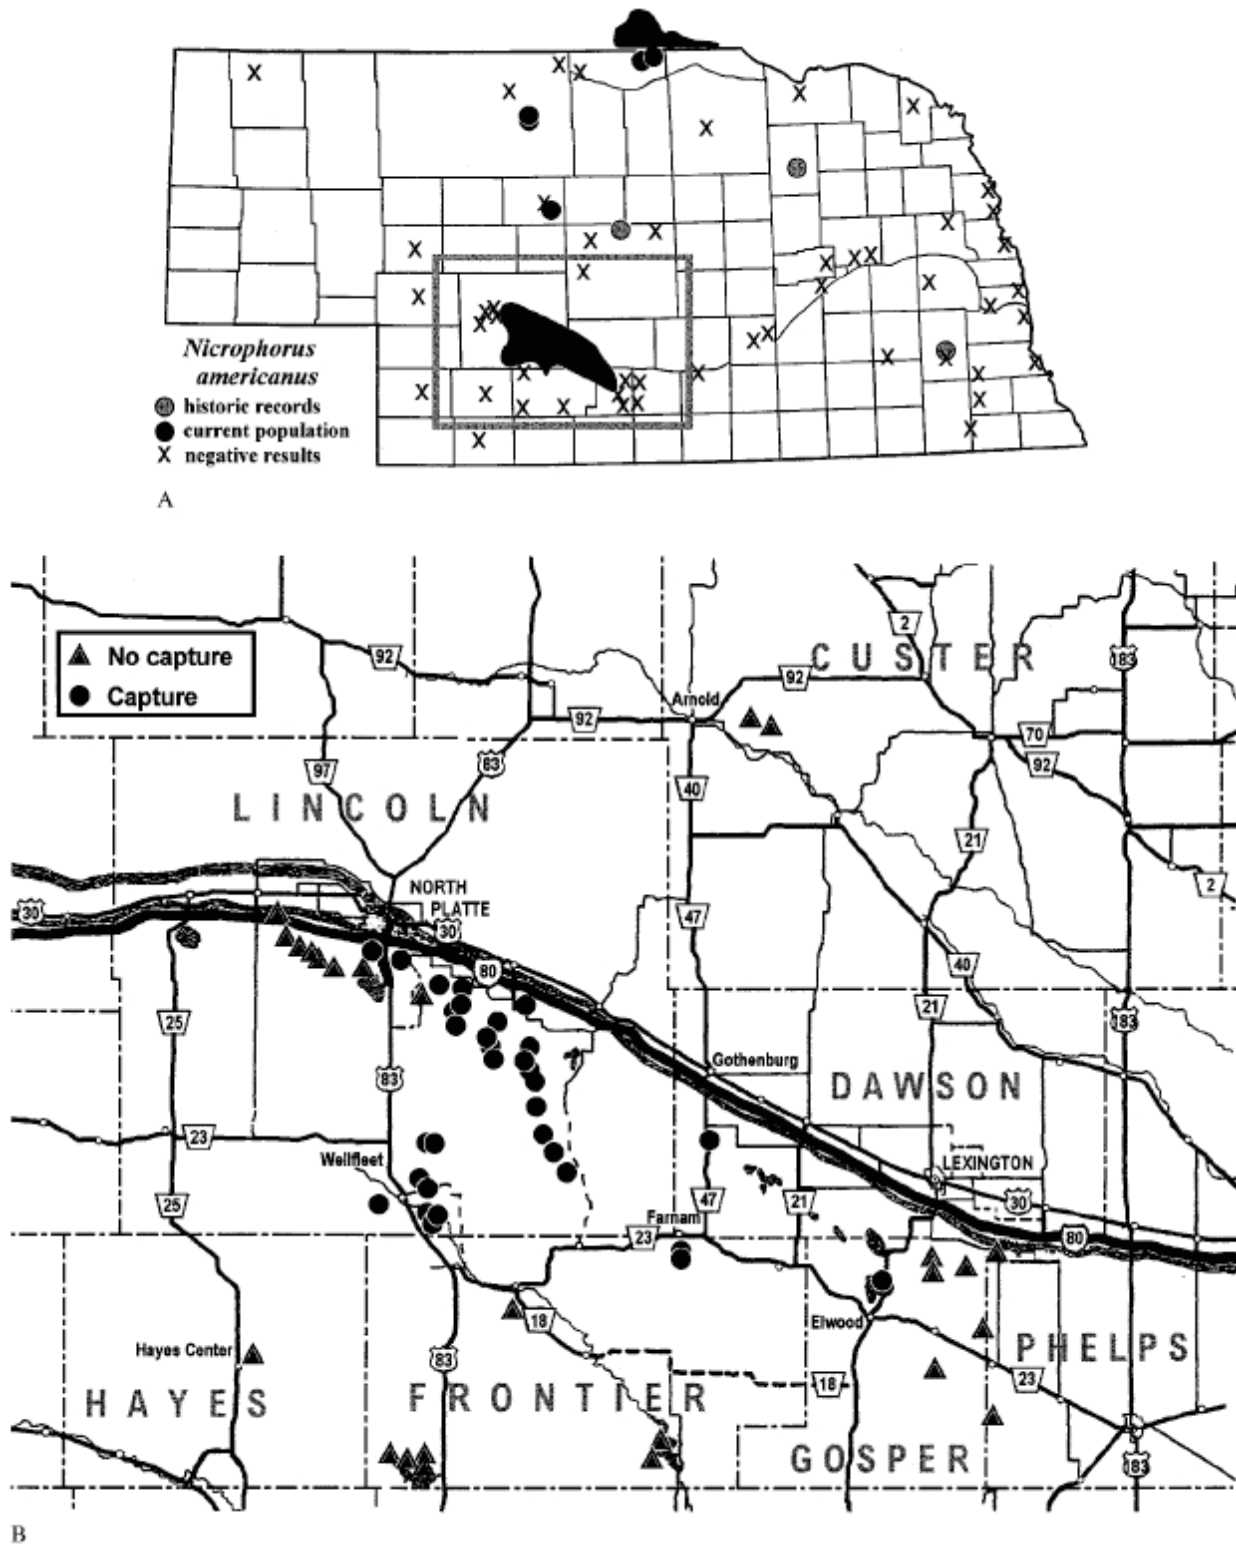 Nicrophorus
americanus
historic records
current population
X negative results
A
No capture
Capture
92
2
CUSTER
183
92
Arnold
92
70
92
83
97
40
LINCOLN
21
2
NORTH
PLATTE
30
30
47
80
40
25
21
183
83
Gothenburg
DAWSON
23
Wellfleet
LEXINGTON
25
47
21
30
Farnam
23
80
18
Elwood
Hayes Center
83
PHELPS
18
23
HAYES
FRONTIER
GOSPER
183
B